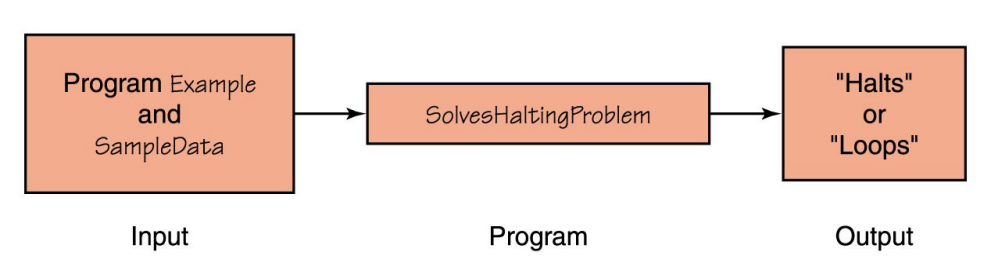 Program Example
and
SampleData
SolvesHaltingProblem
"Halts"
or
"Loops"
Input
Program
Output